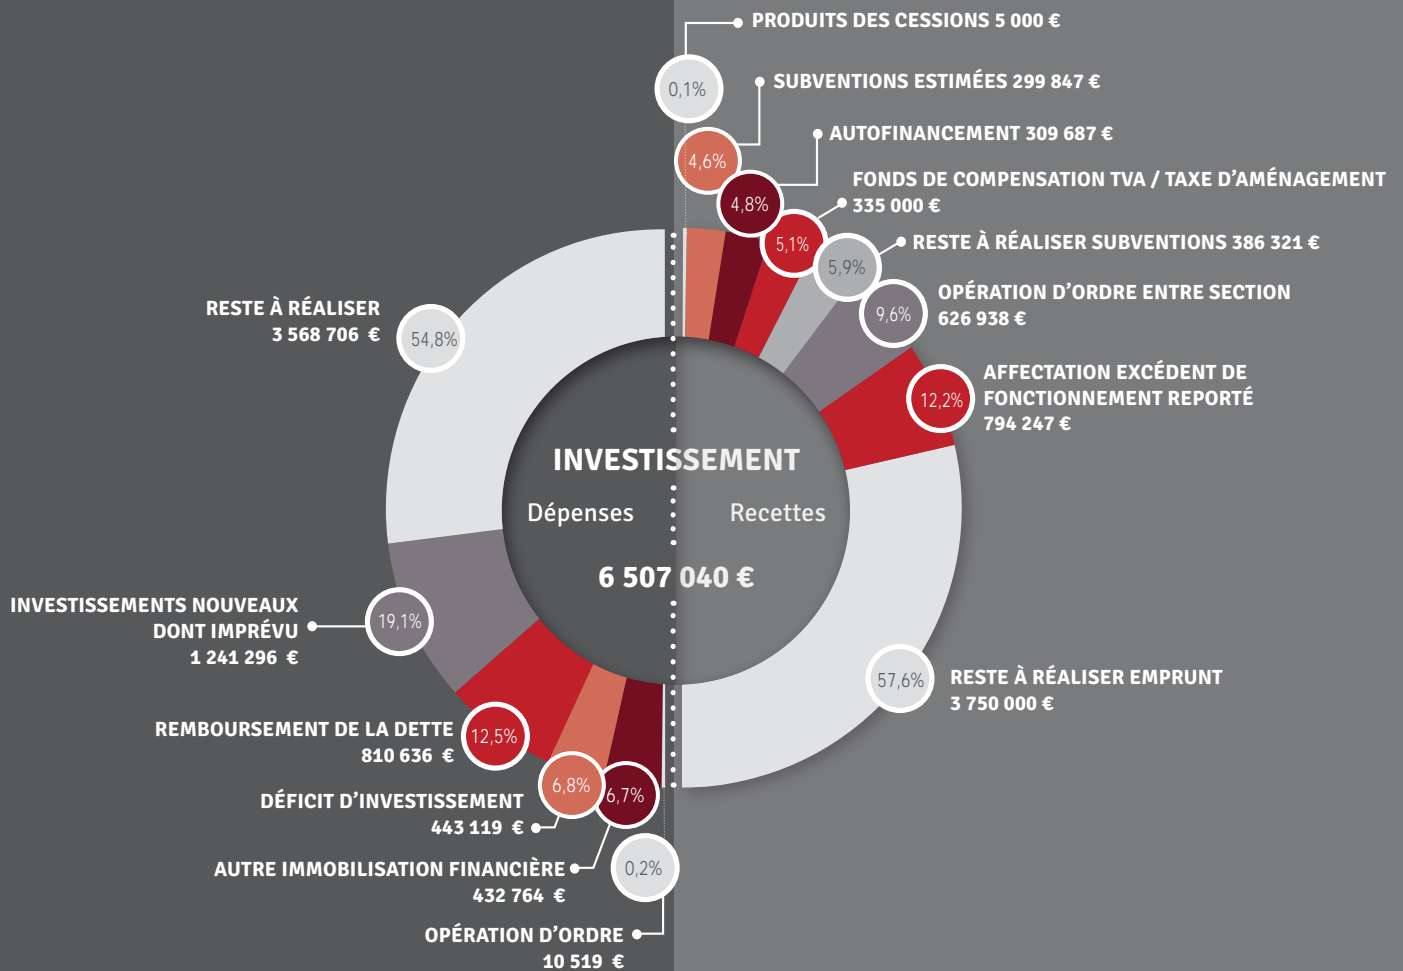 PRODUITS DES CESSIONS 5 000 €
0,1%
SUBVENTIONS ESTIMÉES 299 847 €
4,6%
AUTOFINANCEMENT 309 687 €
4,8%
FONDS DE COMPENSATION TVA / TAXE D’AMÉNAGEMENT
335 000 €
5,1%
RESTE À RÉALISER SUBVENTIONS 386 321 €
5,9%
OPÉRATION D’ORDRE ENTRE SECTION
626 938 €
9,6%
AFFECTATION EXCÉDENT DE
FONCTIONNEMENT REPORTÉ
794 247 €
12,2%
RESTE À RÉALISER EMPRUNT
3 750 000 €
57,6%
INVESTISSEMENT
Dépenses
Recettes
6 507 040 €
RESTE À RÉALISER
3 568 706 €
54,8%
INVESTISSEMENTS NOUVEAUX
DONT IMPRÉVU
1 241 296 €
19,1%
REMBOURSEMENT DE LA DETTE
810 636 €
12,5%
DÉFICIT D’INVESTISSEMENT
443 119 €
6,8%
AUTRE IMMOBILISATION FINANCIÈRE
432 764 €
6,7%
OPÉRATION D’ORDRE
10 519 €
0,2%